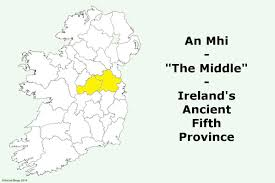 An Mhi
-
"The Middle"
-
Ireland's
Ancient
Fifth
Province